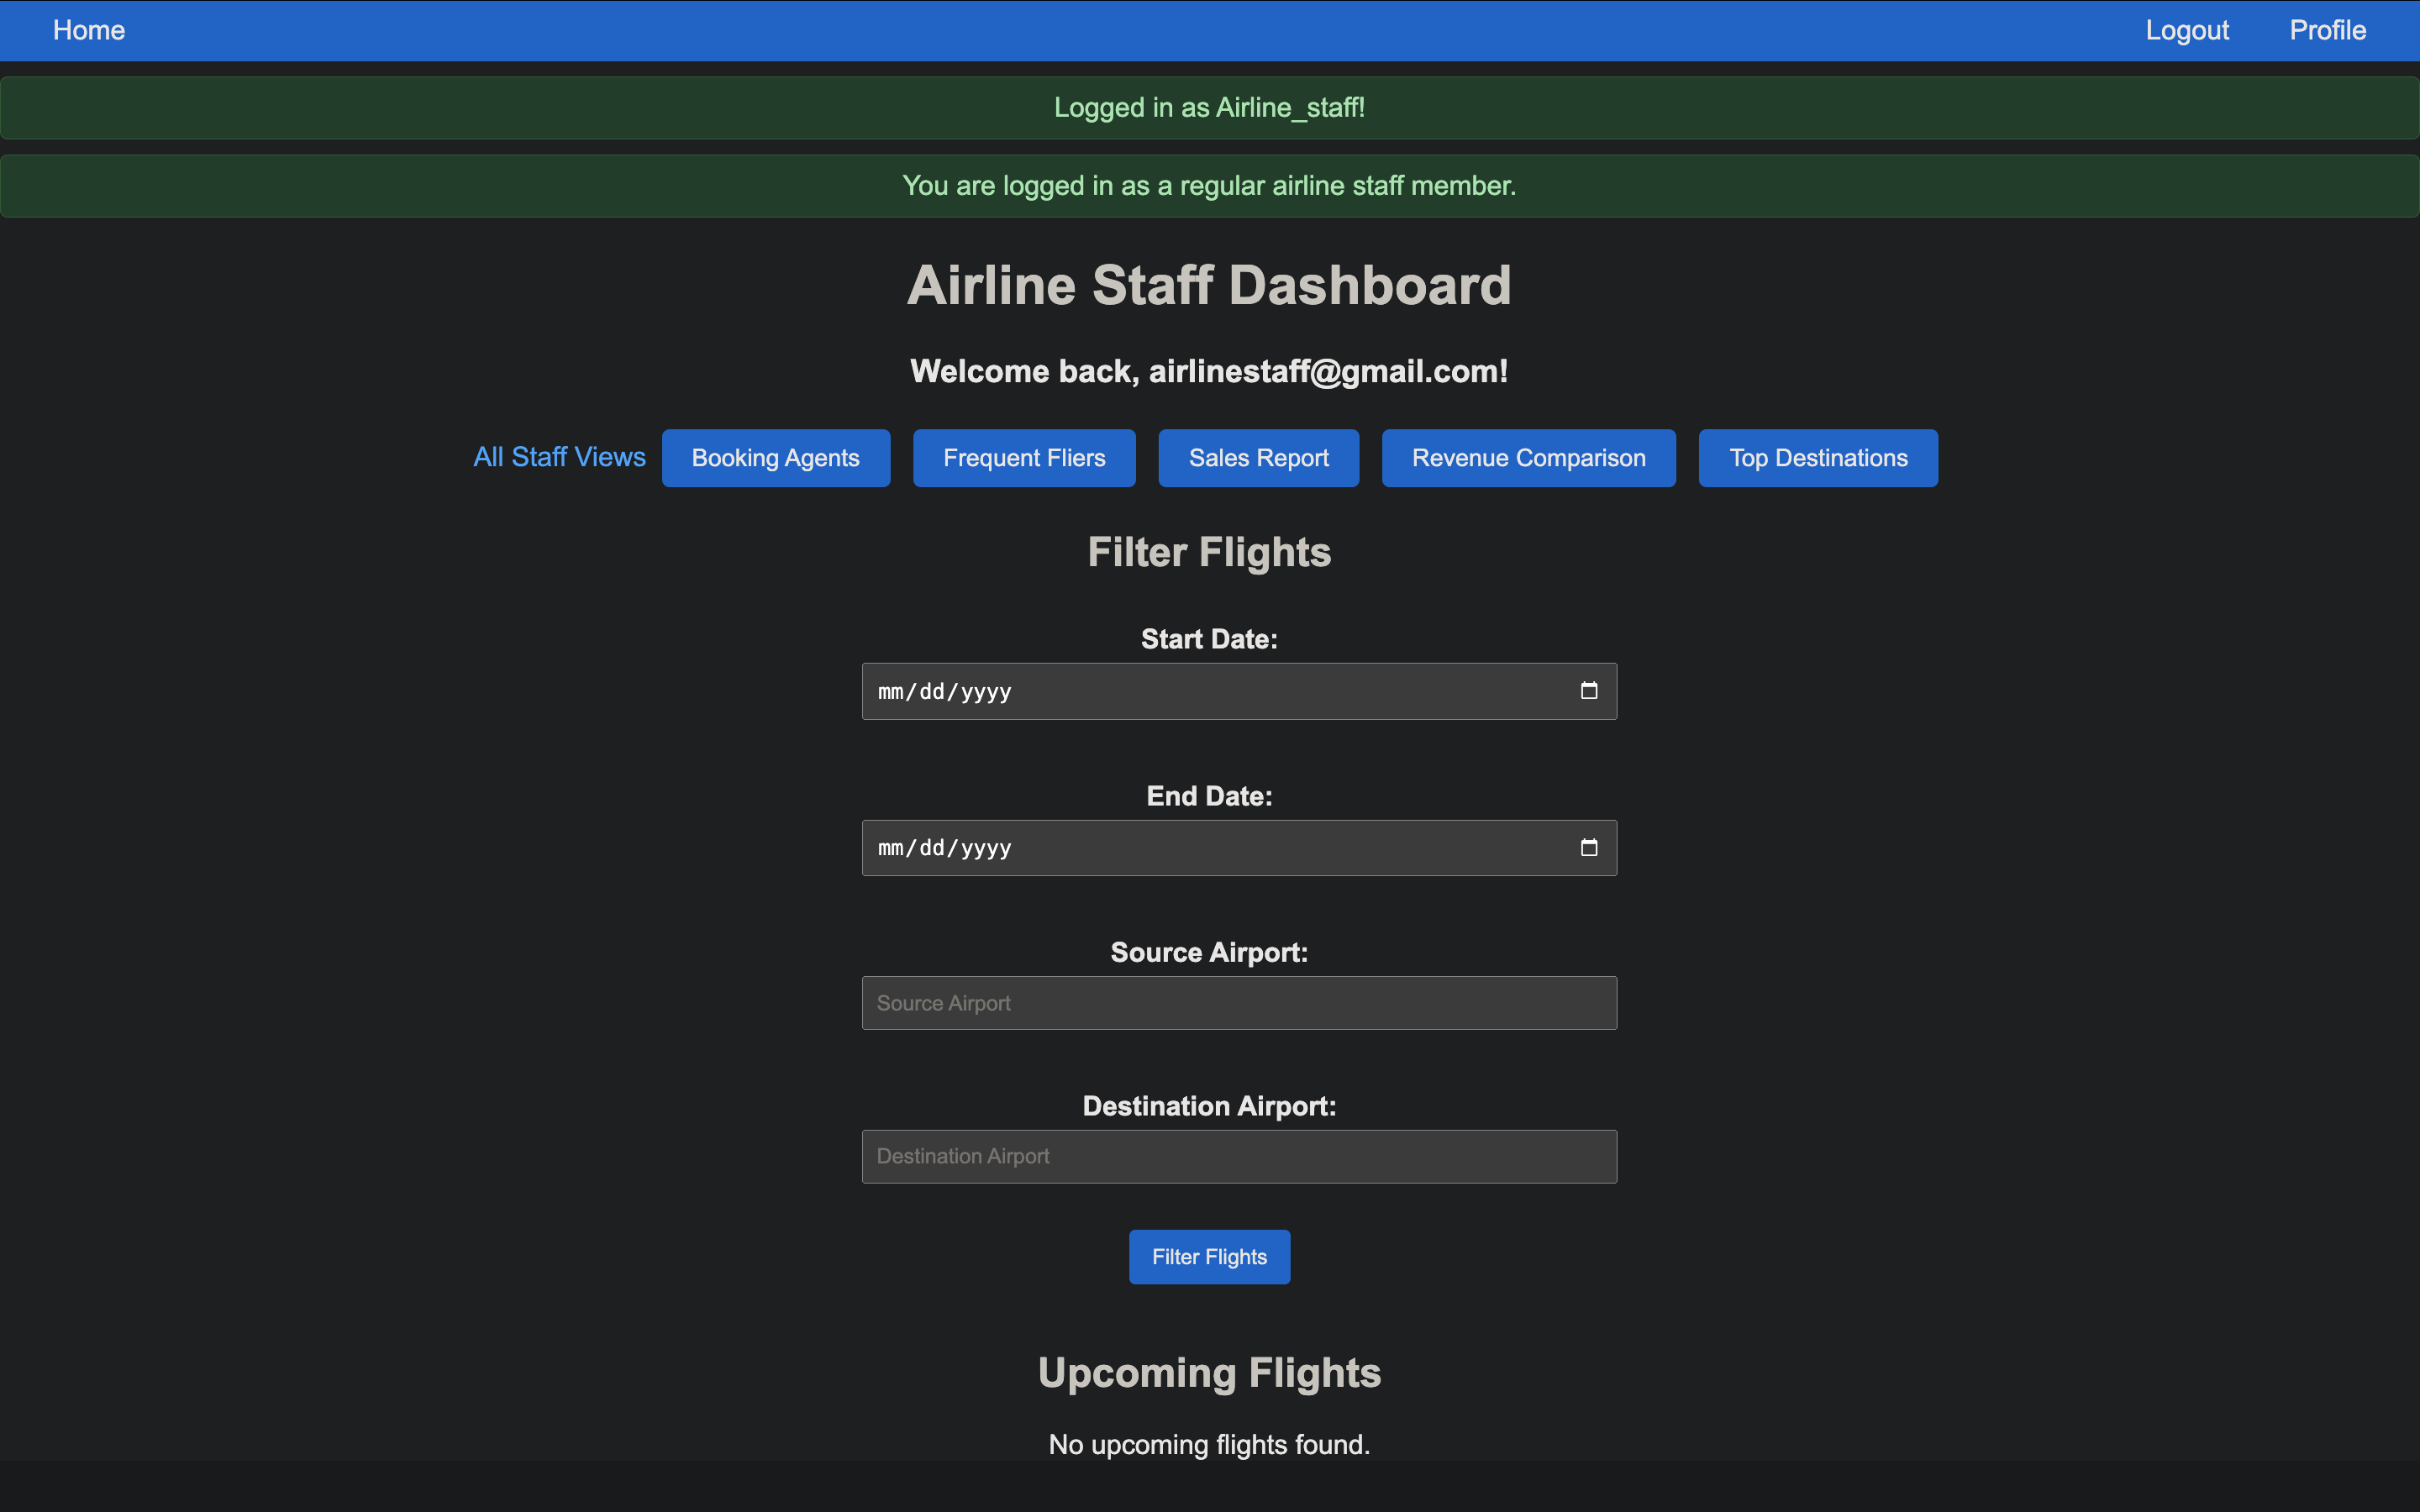 Home Logout Profile
Logged in as Airline_staff!
You are logged in as a regular airline staff member.
Airline Staff Dashboard
Welcome back, airlinestaff@gmail.com!
All Staff Views Booking Agents Frequent Fliers Sales Report Revenue Comparison Top Destinations
Filter Flights
Start Date:
mm/dd/yyyy
End Date:
mm/dd/yyyy
Source Airport:
Source Airport
Destination Airport:
Destination Airport
Filter Flights
Upcoming Flights
No upcoming flights found.